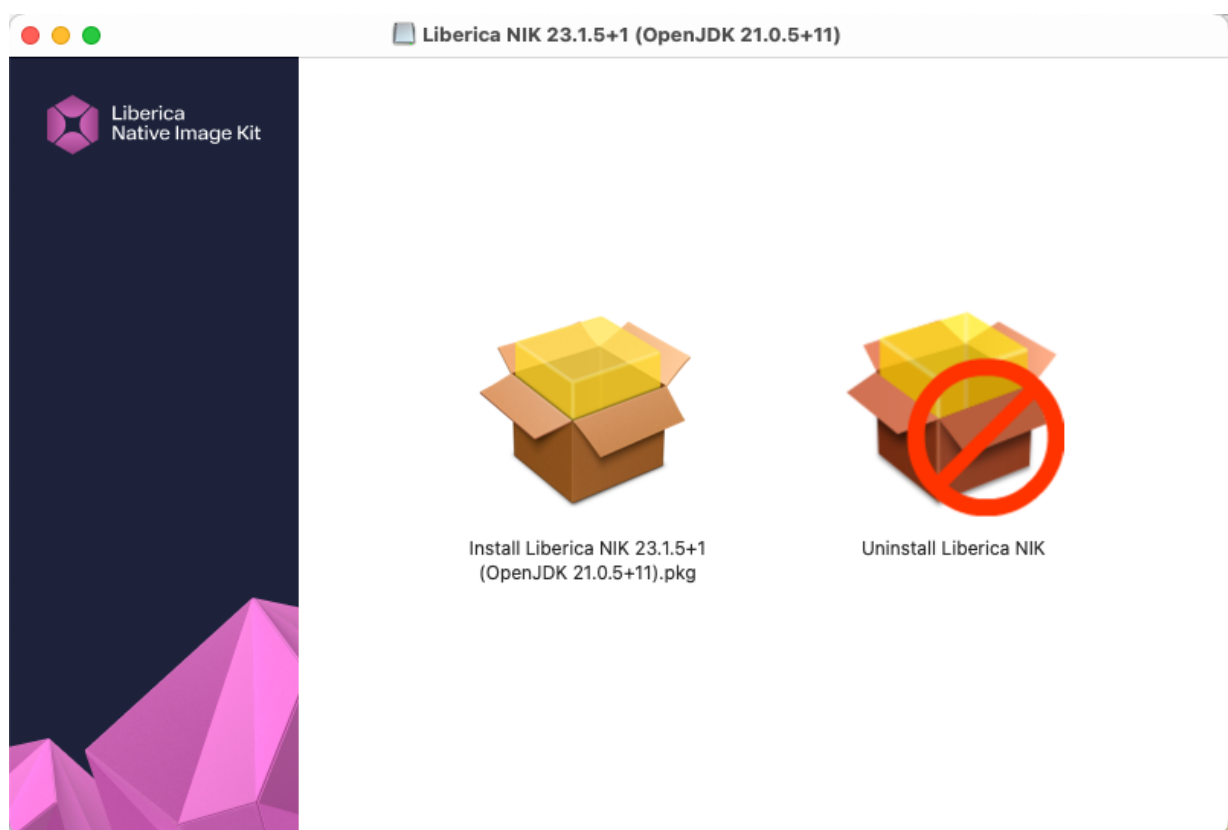 Liberica NIK 23.1.5+1 (OpenJDK 21.0.5+11)
Liberica
Native Image Kit
Install Liberica NIK 23.1.5+1
(OpenJDK 21.0.5+11).pkg
Uninstall Liberica NIK